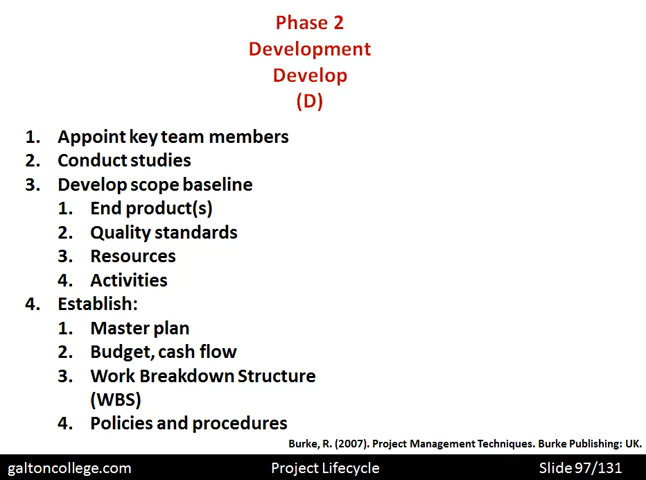 Phase 2
Development
Develop
(D)
1. Appoint key team members
2. Conduct studies
3. Develop scope baseline
1. End product(s)
2. Quality standards
3. Resources
4. Activities
4. Establish:
1. Master plan
2. Budget, cash flow
3. Work Breakdown Structure
(WBS)
4. Policies and procedures
Burke, R. (2007). Project Management Techniques. Burke Publishing: UK.
galtoncollege.com Project Lifecycle Slide 97/131